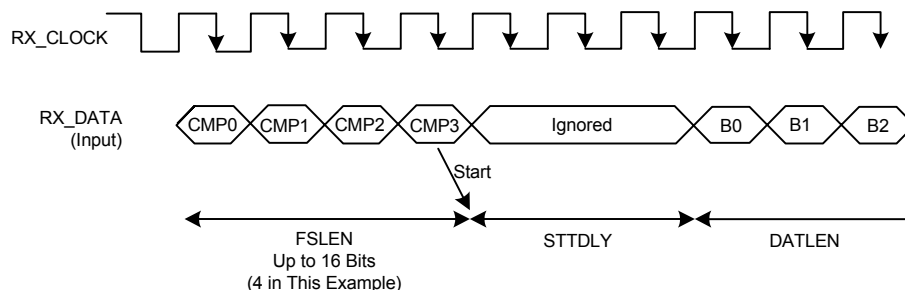 RX_CLOCK
RX_DATA
(Input)
CMP0
CMP1
CMP2
CMP3
Ignored
B0
B1
B2
Start
FSLEN
Up to 16 Bits
(4 in This Example)
STTDLY
DATLEN